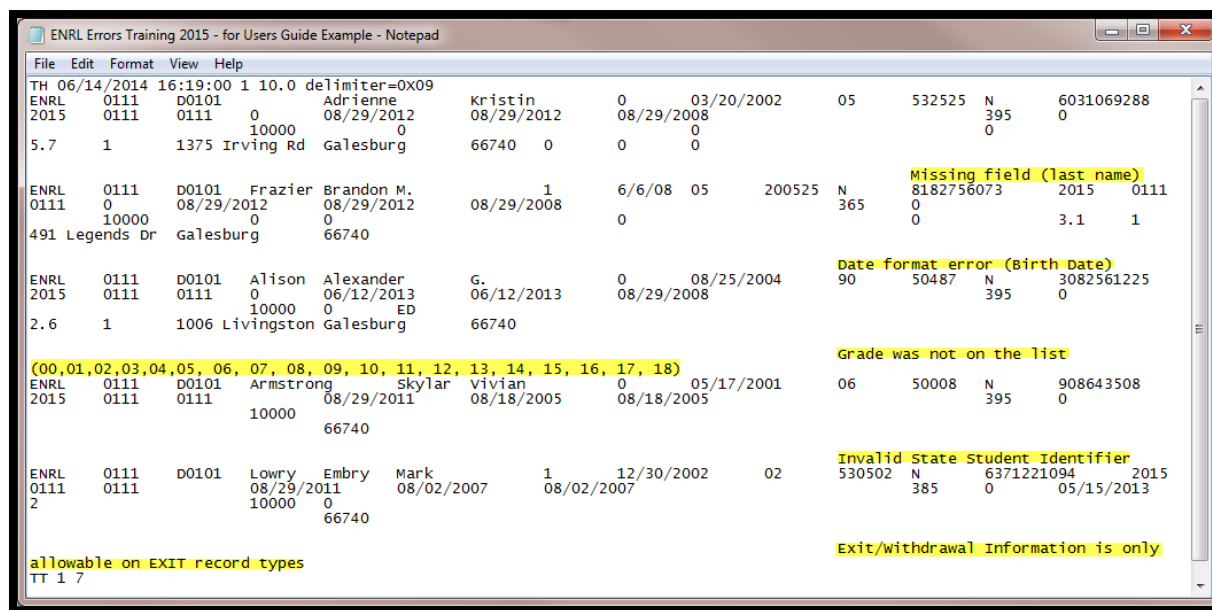 ENRL Errors Training 2015 - for Users Guide Example - Notepad
File Edit Format View Help
TH 06/14/2014 16:19:00 1 10.0 delimiter=0X09
ENRL 0111 D0101 Adrienne Kristin 0 03/20/2002 05 532525 N 6031069288
2015 0111 0111 0 08/29/2012 08/29/2012 08/29/2008 395 0
10000 0 0 0
5.7 1 1375 Irving Rd Galesburg 66740 0 0 0
Missing field (last name)
ENRL 0111 D0101 Frazier Brandon M. 1 6/6/08 05 200525 N 8182756073 2015 0111
0111 0 08/29/2012 08/29/2012 08/29/2008 365 0
10000 0 0 0 0 3.1 1
491 Legends Dr Galesburg 66740
Date format error (Birth Date)
ENRL 0111 D0101 Alison Alexander G. 0 08/25/2004 90 50487 N 3082561225
2015 0111 0111 0 06/12/2013 06/12/2013 08/29/2008 395 0
10000 0 ED
2.6 1 1006 Livingston Galesburg 66740
Grade was not on the list
(00,01,02,03,04,05, 06, 07, 08, 09, 10, 11, 12, 13, 14, 15, 16, 17, 18)
ENRL 0111 D0101 Armstrong Skylar Vivian 0 05/17/2001 06 50008 N 908643508
2015 0111 0111 08/29/2011 08/18/2005 08/18/2005 395 0
10000
66740
Invalid State Student Identifier
ENRL 0111 D0101 Lowry Embry Mark 1 12/30/2002 02 530502 N 6371221094 2015
0111 0111 08/29/2011 08/02/2007 08/02/2007 385 0 05/15/2013
2 10000 0
66740
Exit/Withdrawal Information is only
allowable on EXIT record types
TT 1 7